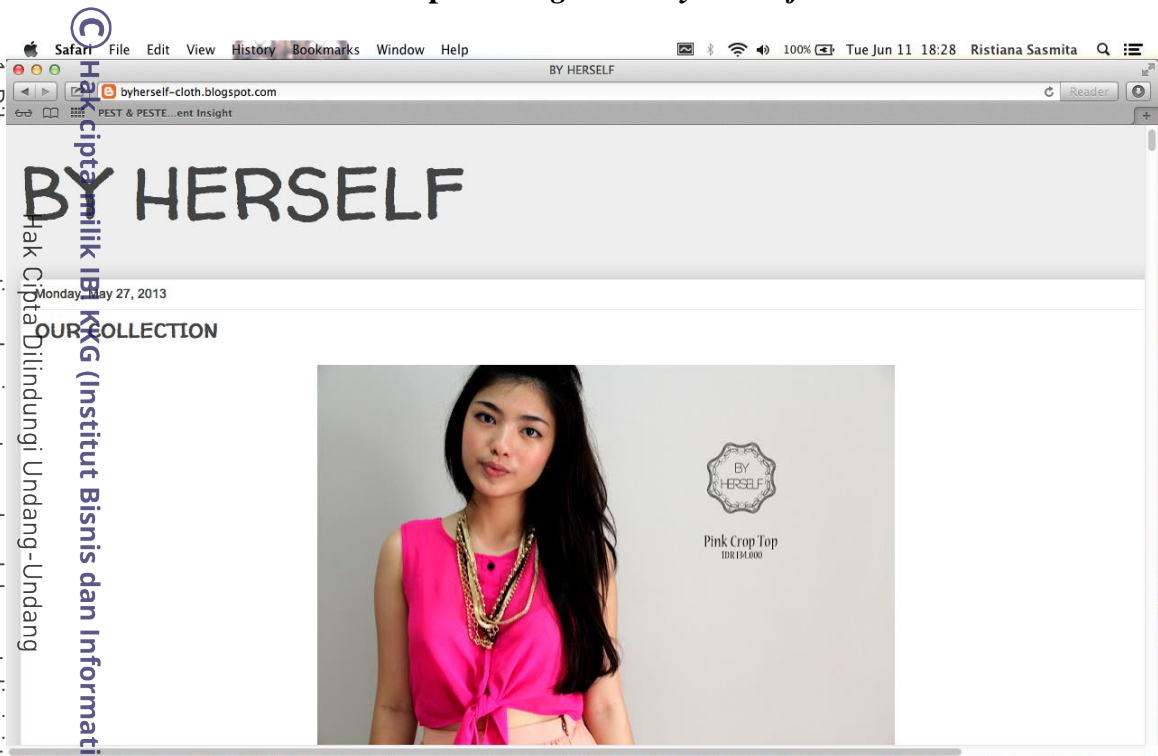 Safari File Edit View History Bookmarks Window Help 100% Tue Jun 11 18:28 Ristiana Sasmita
BY HERSELF
byherself-cloth.blogspot.com Reader
PEST & PESTE...ent Insight
BY HERSELF
Monday, May 27, 2013
OUR COLLECTION
BY
HERSELF
Pink Crop Top
IDR 134.000
© Hak cipta milik IBI KKG (Institut Bisnis dan Informati
Hak Cipta Dilindungi Undang-Undang